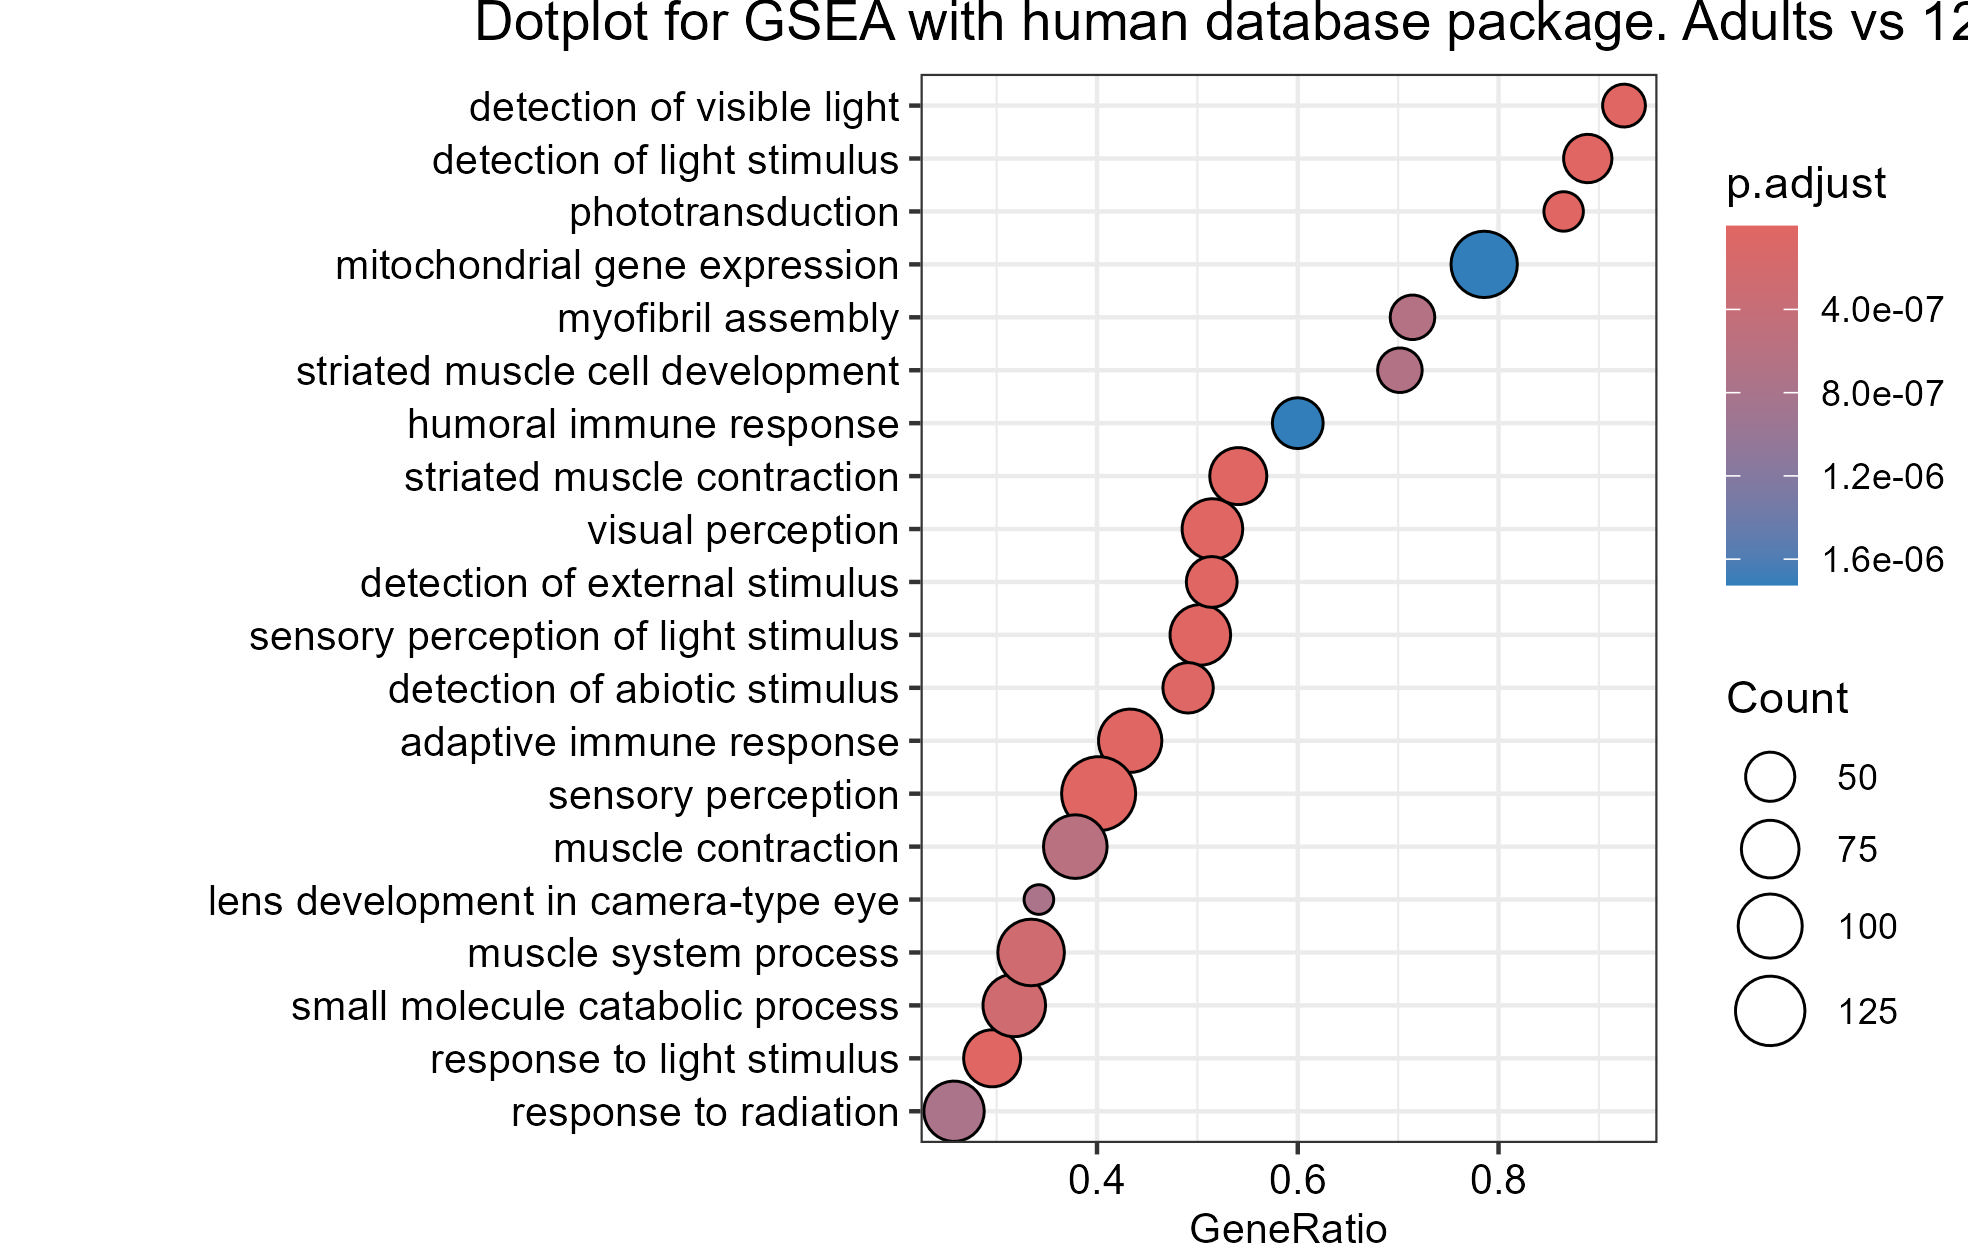 Dotplot for GSEA with human database package. Adults vs 12
detection of visible light
detection of light stimulus
phototransduction
mitochondrial gene expression
myofibril assembly
striated muscle cell development
humoral immune response
striated muscle contraction
visual perception
detection of external stimulus
sensory perception of light stimulus
detection of abiotic stimulus
adaptive immune response
sensory perception
muscle contraction
lens development in camera-type eye
muscle system process
small molecule catabolic process
response to light stimulus
response to radiation
0.4 0.6 0.8
GeneRatio
p.adjust
4.0e-07
8.0e-07
1.2e-06
1.6e-06
Count
50
75
100
125